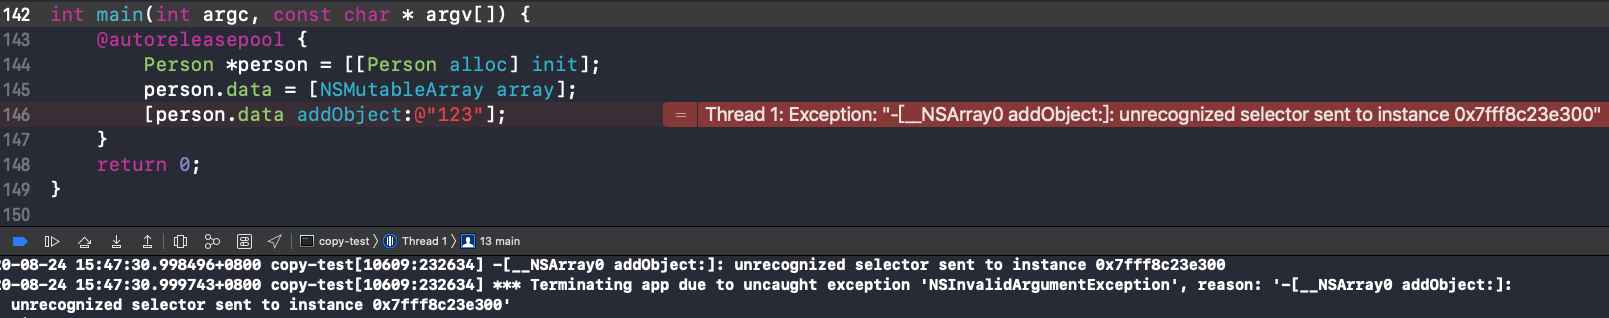 142 int main(int argc, const char * argv[]) {
143     @autoreleasepool {
144         Person *person = [[Person alloc] init];
145         person.data = [NSMutableArray array];
146         [person.data addObject:@"123"]; = Thread 1: Exception: "-[__NSArray0 addObject:]: unrecognized selector sent to instance 0x7fff8c23e300"
147     }
148     return 0;
149 }
150
copy-test Thread 1 13 main
0-08-24 15:47:30.998496+0800 copy-test[10609:232634] -[__NSArray0 addObject:]: unrecognized selector sent to instance 0x7fff8c23e300
0-08-24 15:47:30.999743+0800 copy-test[10609:232634] *** Terminating app due to uncaught exception 'NSInvalidArgumentException', reason: '-[__NSArray0 addObject:]:
unrecognized selector sent to instance 0x7fff8c23e300'